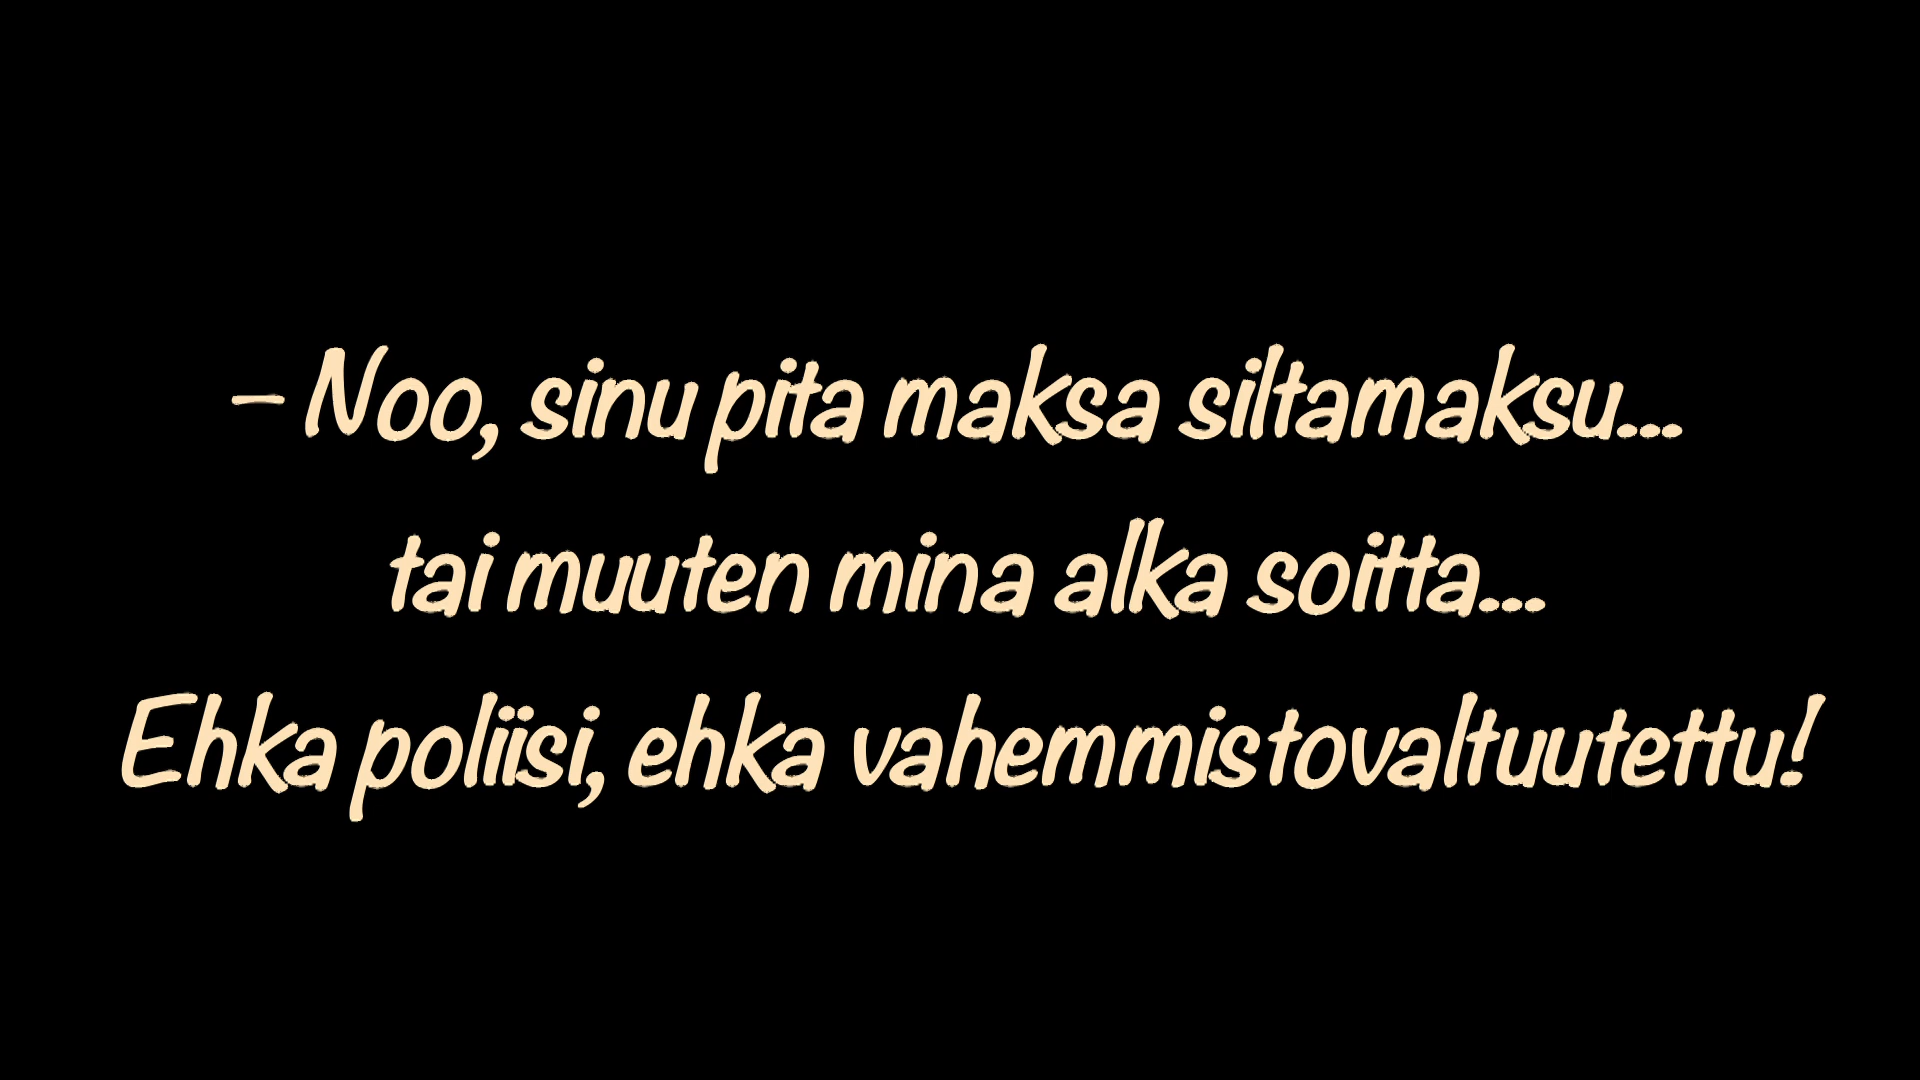 – Noo, sinu pita maksa siltamaksu...
tai muuten mina alka soitta...
Ehka poliisi, ehka vahemmistovaltuutettu!